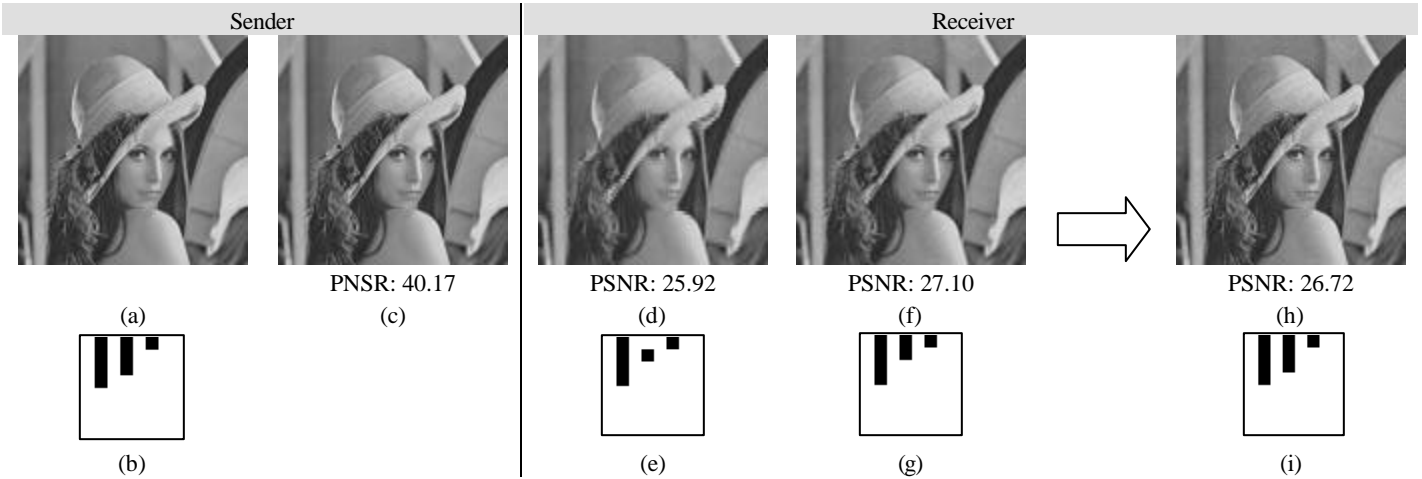 Sender Receiver
PNSR: 40.17 PSNR: 25.92 PSNR: 27.10 PSNR: 26.72
(a) (c) (d) (f) (h)
(b) (e) (g) (i)